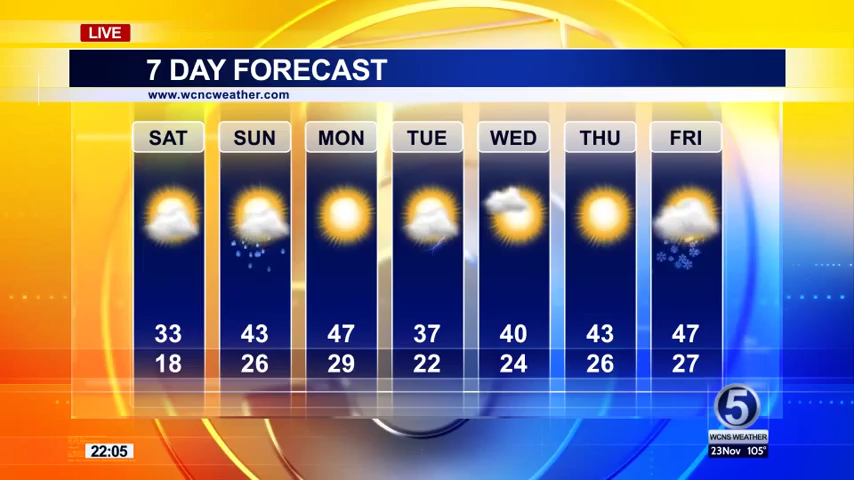 LIVE
7 DAY FORECAST
www.wcncweather.com
SAT SUN MON TUE WED THU FRI
33 43 47 37 40 43 47
18 26 29 22 24 26 27
5
WCNS WEATHER
22:05
23Nov 105°